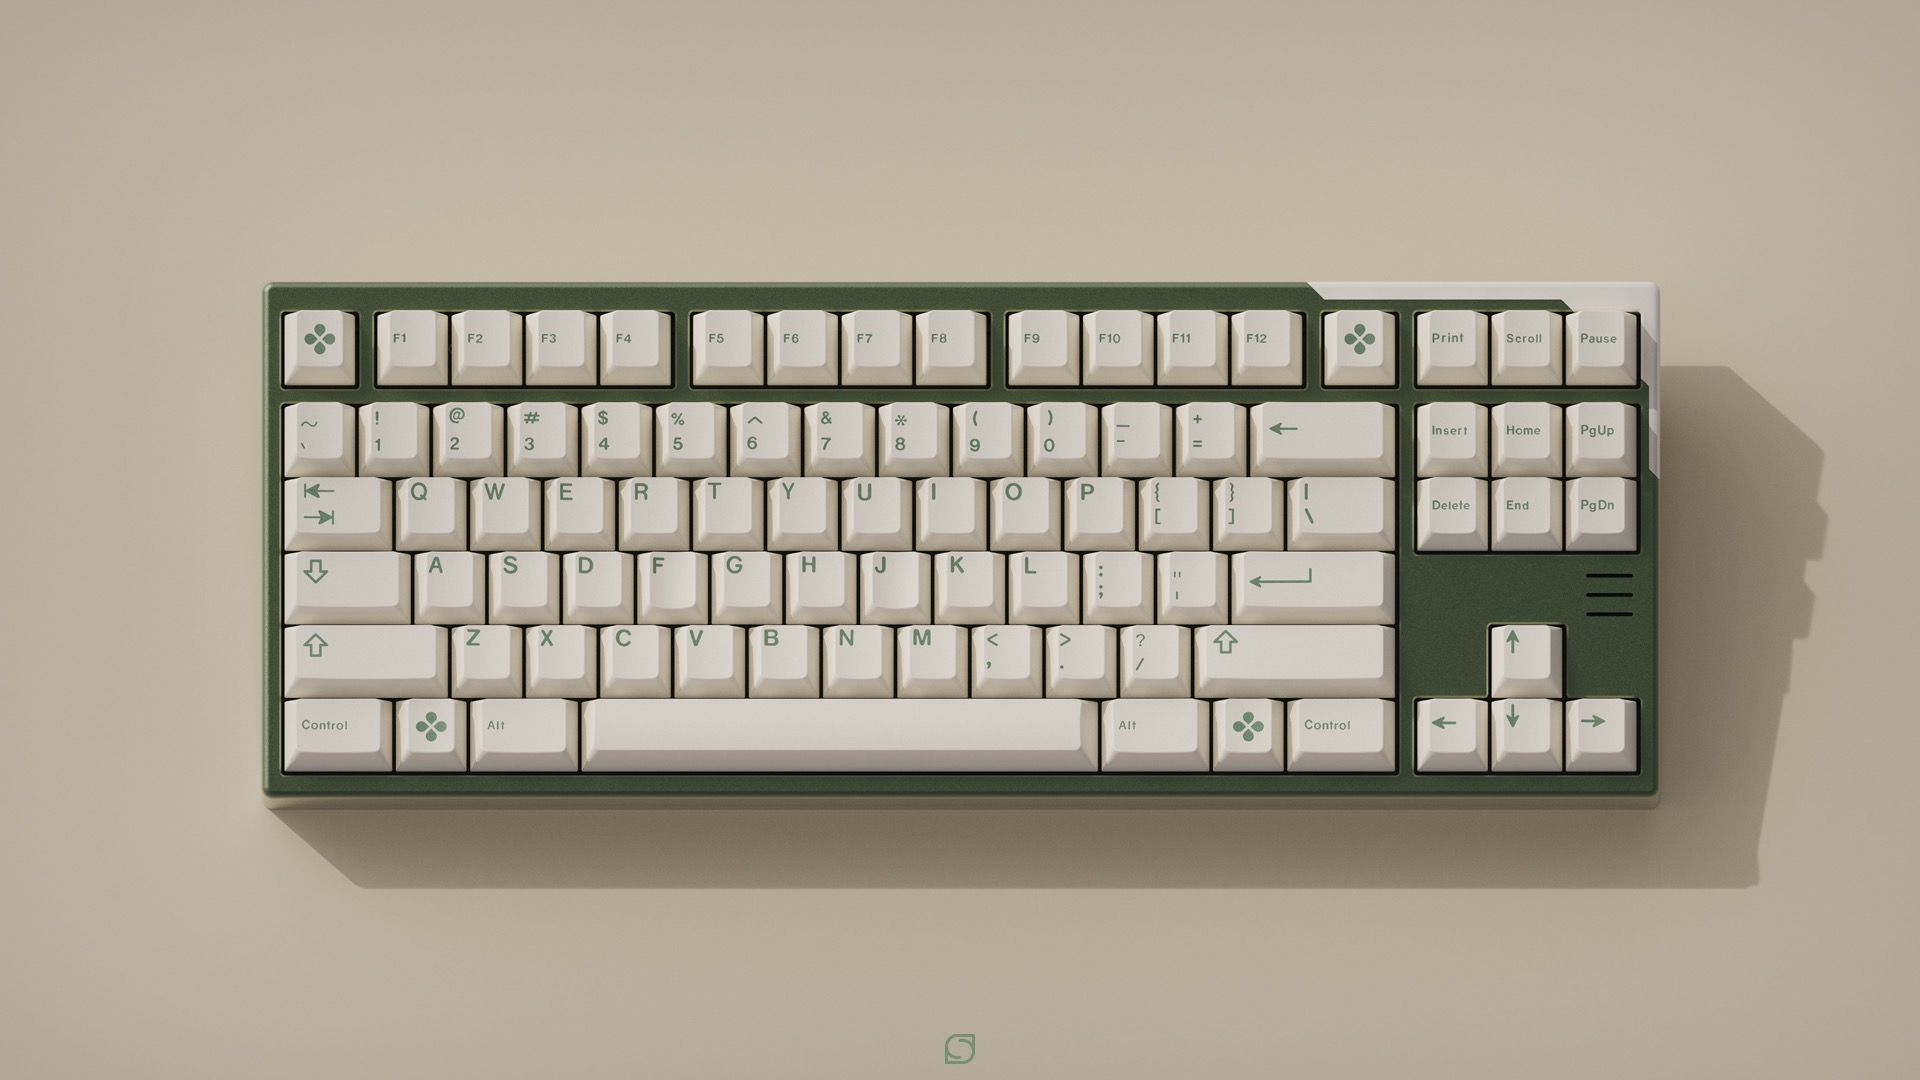 F1 F2 F3 F4 F5 F6 F7 F8 F9 F10 F11 F12 Print Scroll Pause
~ ! @ # $ % ^ & * ( ) _ +
` 1 2 3 4 5 6 7 8 9 0 - = ← Insert Home PgUp
⇤ Q W E R T Y U I O P { } |
⇥ [ ] \ Delete End PgDn
⇩ A S D F G H J K L : " ↵
; '
⇧ Z X C V B N M < > ? ⇧ ↑
, . /
Control Alt Alt Control ← ↓ →